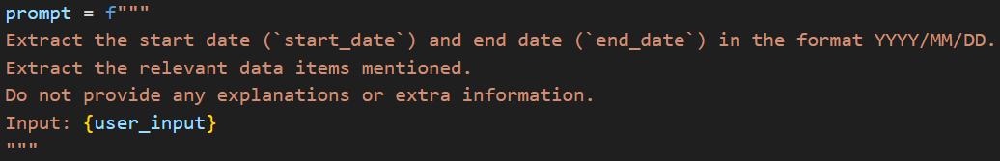 prompt = f"""
Extract the start date (`start_date`) and end date (`end_date`) in the format YYYY/MM/DD.
Extract the relevant data items mentioned.
Do not provide any explanations or extra information.
Input: {user_input}
"""